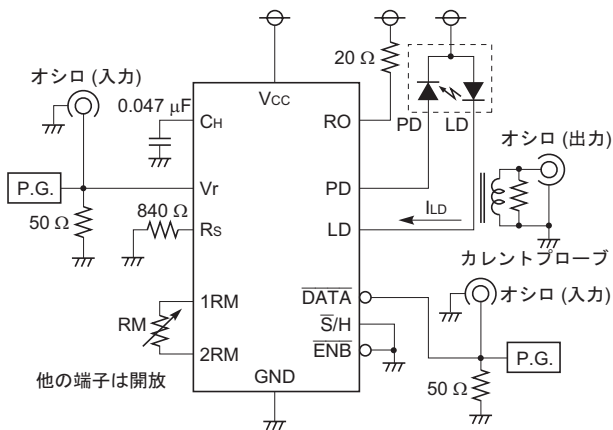 オシロ (入力)
0.047 μF
VCC
CH
RO
20 Ω
PD
LD
オシロ (出力)
P.G.
Vr
PD
50 Ω
840 Ω
RS
LD
ILD
カレントプローブ
1RM
DATA
オシロ (入力)
RM
S/H
2RM
ENB
P.G.
他の端子は開放
GND
50 Ω